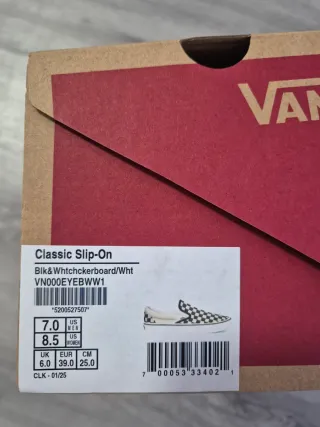 VAN
Classic Slip-On
Blk&Whtchckerboard/Wht
VN000EYEBWW1
*5200527507*
7.0 US MEN
8.5 US WOMEN
UK EUR CM
6.0 39.0 25.0
CLK - 01/25
7 00053 33402 1